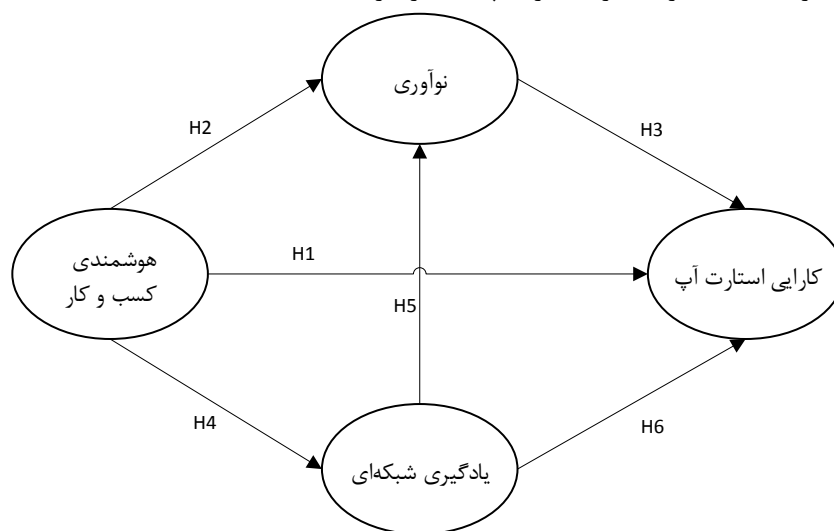 نوآوری
H2
H3
هوشمندی
کسب و کار
H1
کارایی استارت آپ
H5
H4
H6
یادگیری شبکه‌ای